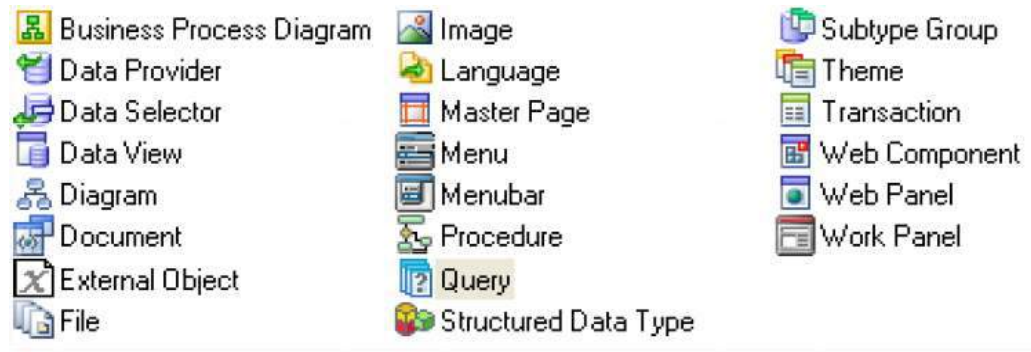 Business Process Diagram
Data Provider
Data Selector
Data View
Diagram
Document
External Object
File
Image
Language
Master Page
Menu
Menubar
Procedure
Query
Structured Data Type
Subtype Group
Theme
Transaction
Web Component
Web Panel
Work Panel